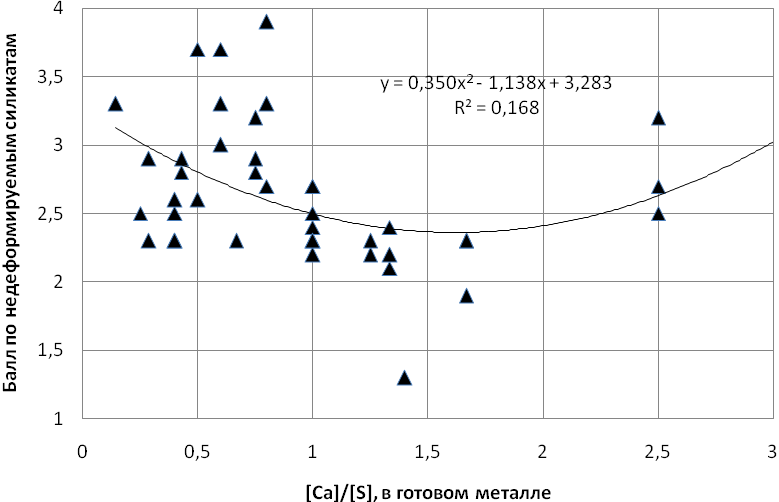 Балл по недеформируемым силикатам
4
3,5
3
2,5
2
1,5
1
y = 0,350x² - 1,138x + 3,283
R² = 0,168
0 0,5 1 1,5 2 2,5 3
[Ca]/[S], в готовом металле